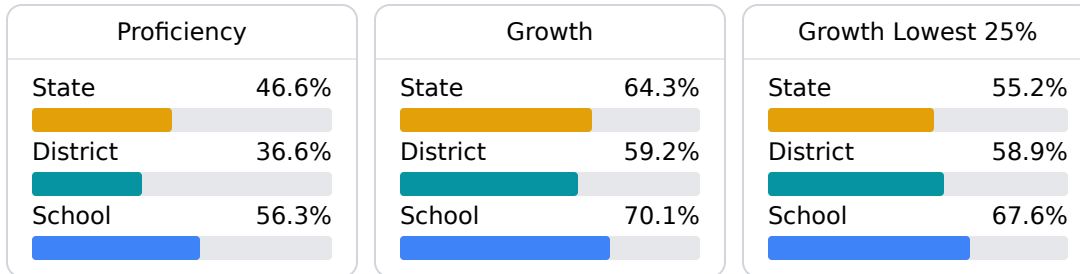 Proficiency
State 46.6%
District 36.6%
School 56.3%
Growth
State 64.3%
District 59.2%
School 70.1%
Growth Lowest 25%
State 55.2%
District 58.9%
School 67.6%